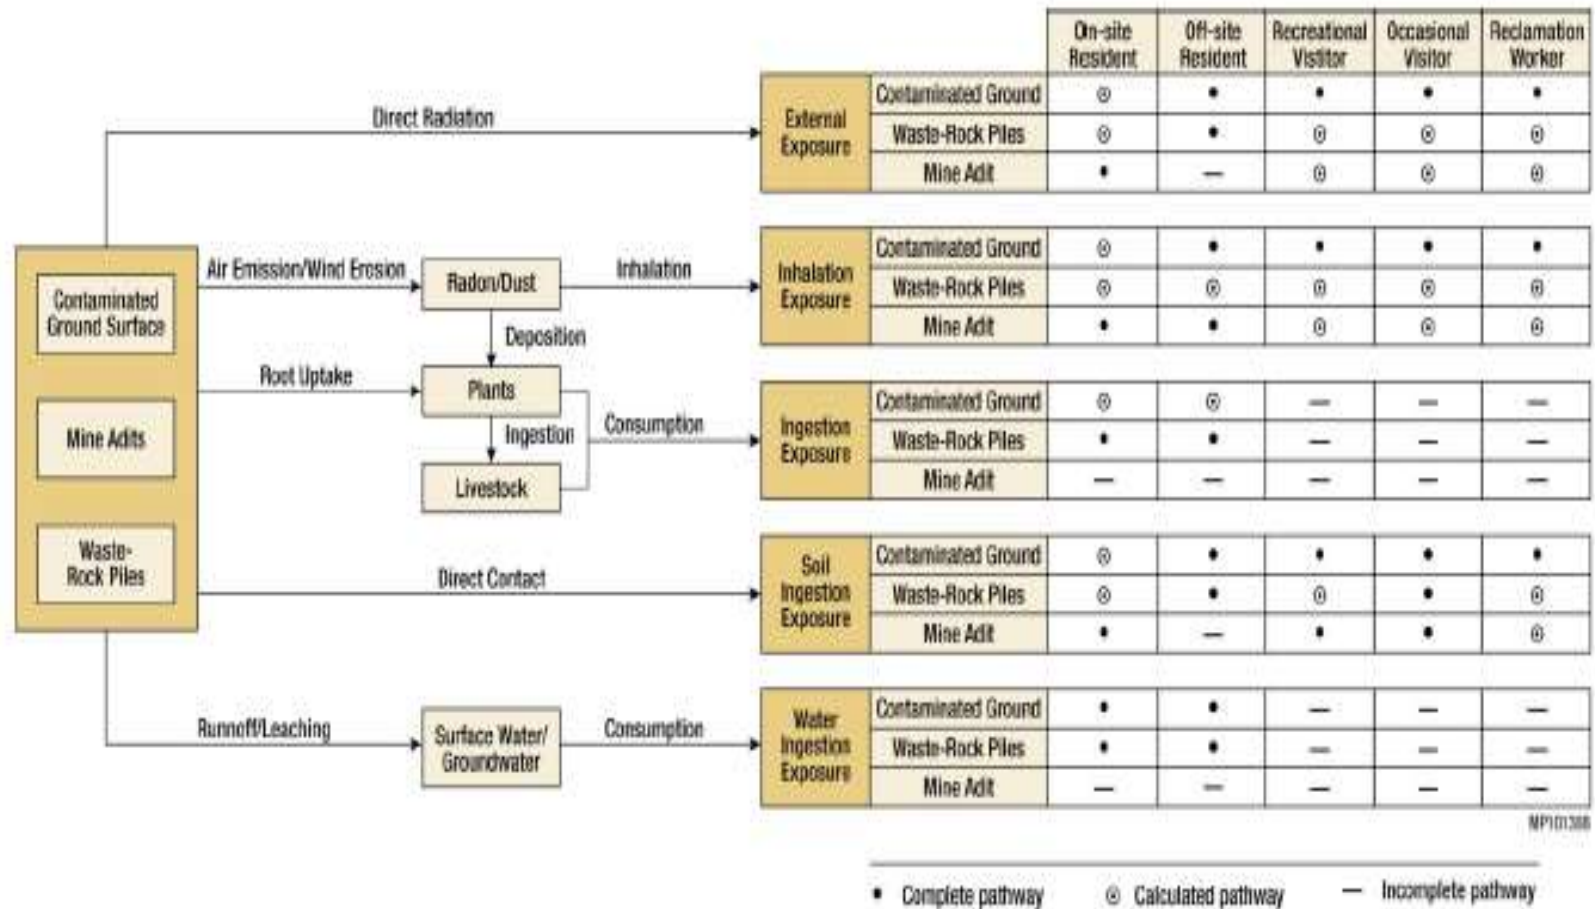 On-site Resident
Off-site Resident
Recreational Vistitor
Occasional Visitor
Reclamation Worker
Direct Radiation
External Exposure
Contaminated Ground ⊙ • • • •
Waste-Rock Piles ⊙ • ⊙ ⊙ ⊙
Mine Adit • — ⊙ ⊙ ⊙
Contaminated Ground Surface
Mine Adits
Waste-Rock Piles
Air Emission/Wind Erosion
Radon/Dust
Inhalation
Inhalation Exposure
Contaminated Ground ⊙ • • • •
Waste-Rock Piles ⊙ ⊙ ⊙ ⊙ ⊙
Mine Adit • • ⊙ ⊙ ⊙
Deposition
Root Uptake
Plants
Ingestion
Livestock
Consumption
Ingestion Exposure
Contaminated Ground ⊙ ⊙ — — —
Waste-Rock Piles • • — — —
Mine Adit — — — — —
Direct Contact
Soil Ingestion Exposure
Contaminated Ground ⊙ • • • •
Waste-Rock Piles ⊙ • ⊙ • ⊙
Mine Adit • — • • ⊙
Runnoff/Leaching
Surface Water/
Groundwater
Consumption
Water Ingestion Exposure
Contaminated Ground • • — — —
Waste-Rock Piles • • — — —
Mine Adit — — — — —
• Complete pathway ⊙ Calculated pathway — Incomplete pathway